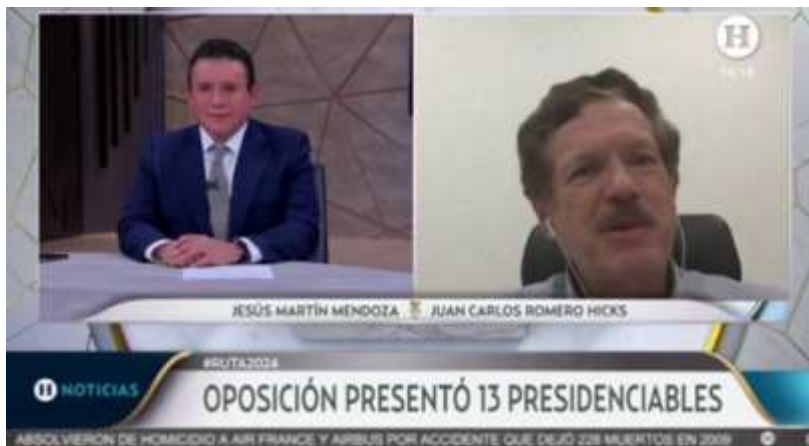 H
JESÚS MARTÍN MENDOZA JUAN CARLOS ROMERO HICKS
#RUTA2024
H NOTICIAS
OPOSICIÓN PRESENTÓ 13 PRESIDENCIABLES
ABSOLVIERON DE HOMICIDIO A AIR FRANCE Y AIRBUS POR ACCIDENTE QUE DEJÓ 228 MUERTOS EN